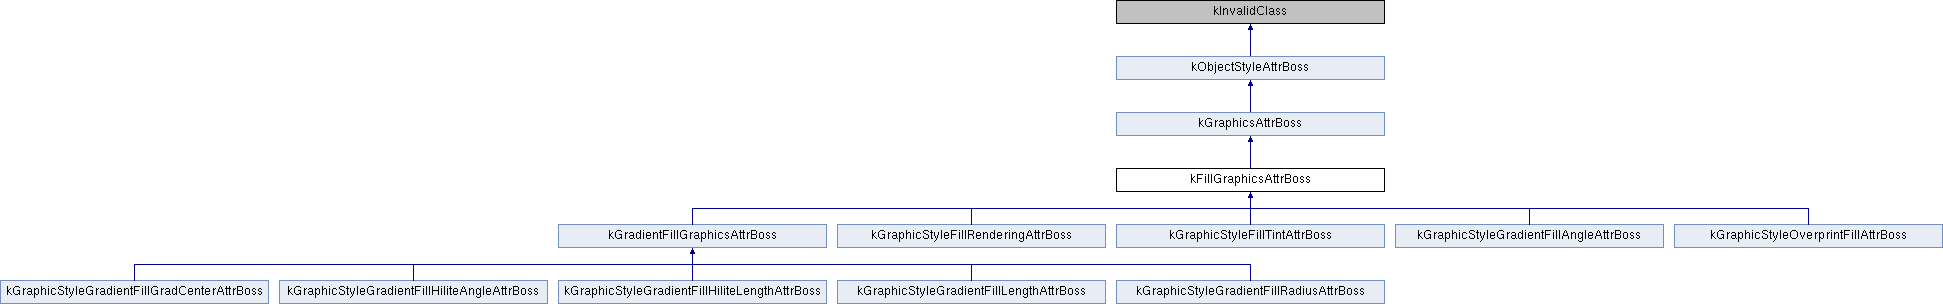 kInvalidClass
kObjectStyleAttrBoss
kGraphicsAttrBoss
kFillGraphicsAttrBoss
kGradientFillGraphicsAttrBoss
kGraphicStyleFillRenderingAttrBoss
kGraphicStyleFillTintAttrBoss
kGraphicStyleGradientFillAngleAttrBoss
kGraphicStyleOverprintFillAttrBoss
kGraphicStyleGradientFillGradCenterAttrBoss
kGraphicStyleGradientFillHiliteAngleAttrBoss
kGraphicStyleGradientFillHiliteLengthAttrBoss
kGraphicStyleGradientFillLengthAttrBoss
kGraphicStyleGradientFillRadiusAttrBoss